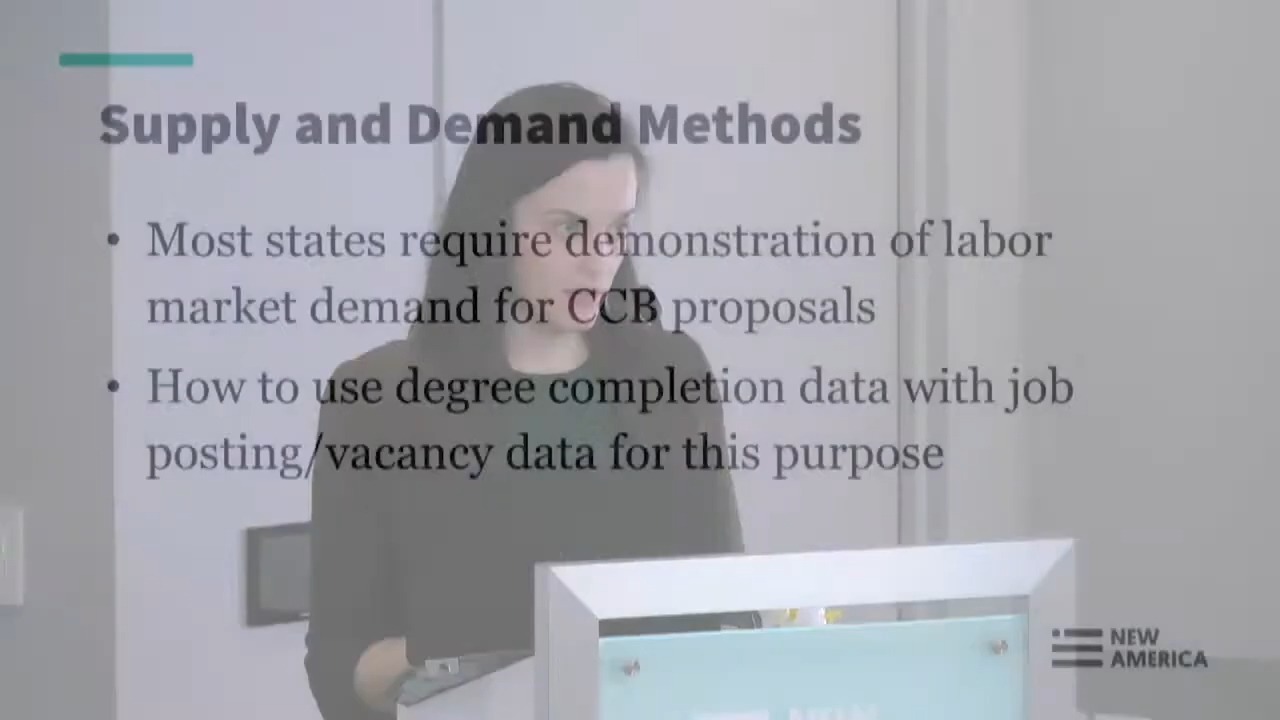 Supply and Demand Methods
• Most states require demonstration of labor
market demand for CCB proposals
• How to use degree completion data with job
posting/vacancy data for this purpose
NEW
AMERICA